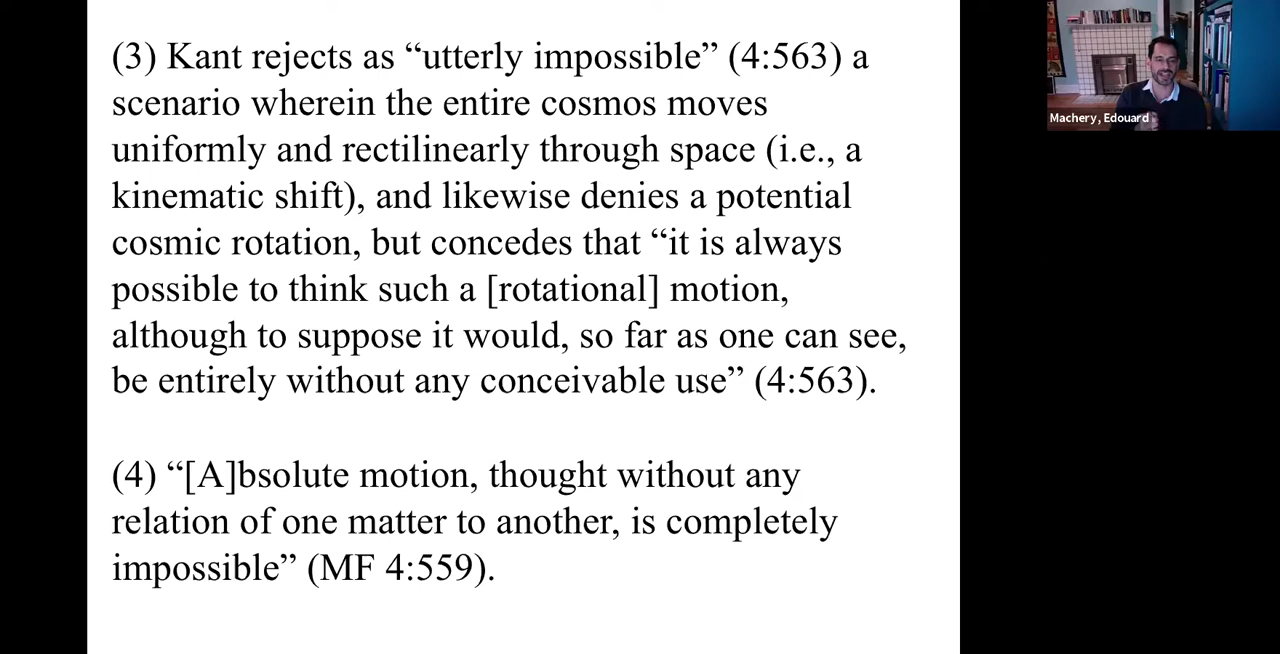 (3) Kant rejects as “utterly impossible” (4:563) a
scenario wherein the entire cosmos moves
uniformly and rectilinearly through space (i.e., a
kinematic shift), and likewise denies a potential
cosmic rotation, but concedes that “it is always
possible to think such a [rotational] motion,
although to suppose it would, so far as one can see,
be entirely without any conceivable use” (4:563).
(4) “[A]bsolute motion, thought without any
relation of one matter to another, is completely
impossible” (MF 4:559).
Machery, Edouard